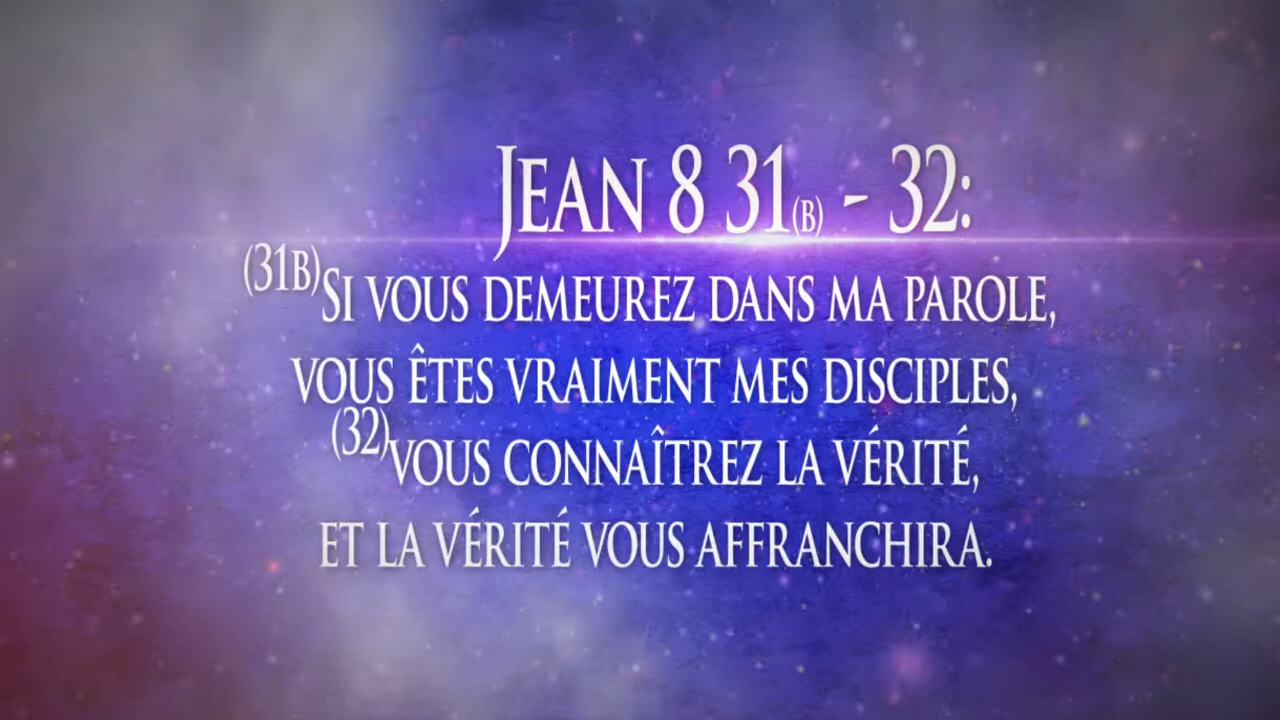 JEAN 8 31(B) - 32:
(31B)SI VOUS DEMEUREZ DANS MA PAROLE,
VOUS ÊTES VRAIMENT MES DISCIPLES,
(32)VOUS CONNAÎTREZ LA VÉRITÉ,
ET LA VÉRITÉ VOUS AFFRANCHIRA.